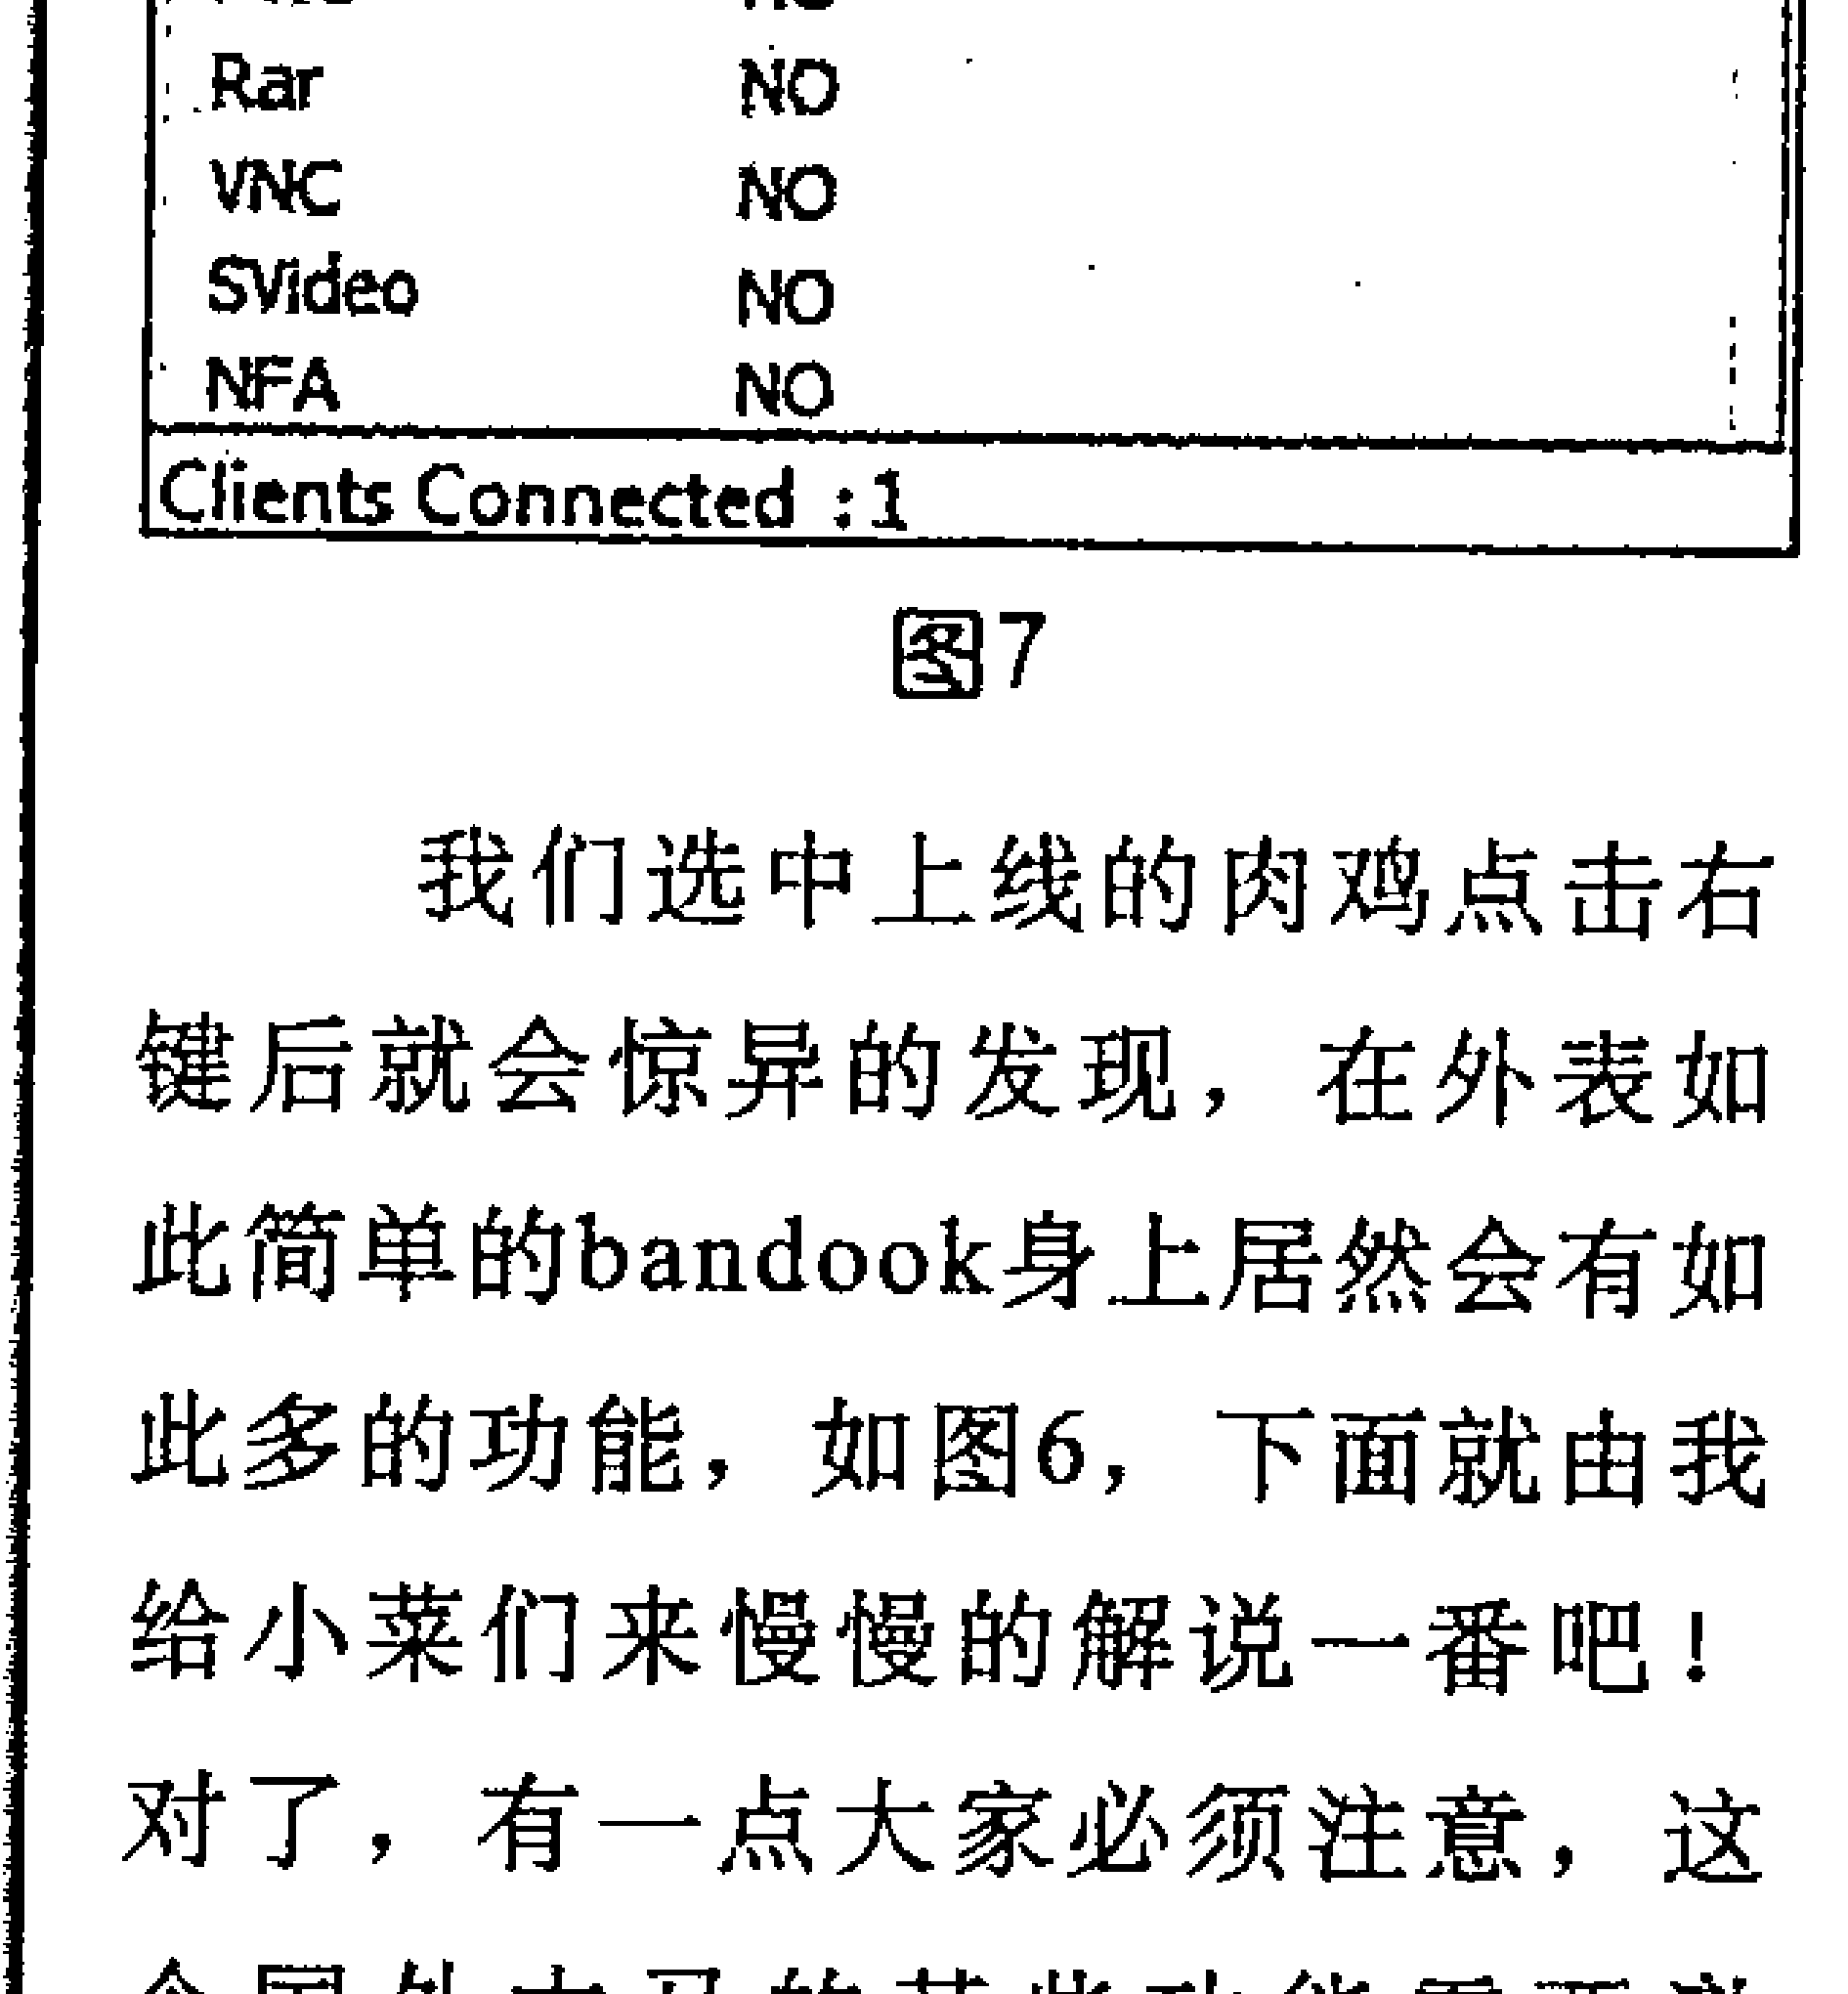 Rar NO
VNC NO
SVideo NO
NFA NO
Clients Connected :1
图7
我们选中上线的肉鸡点击右
键后就会惊异的发现，在外表如
此简单的bandook身上居然会有如
此多的功能，如图6，下面就由我
给小菜们来慢慢的解说一番吧！
对了，有一点大家必须注意，这